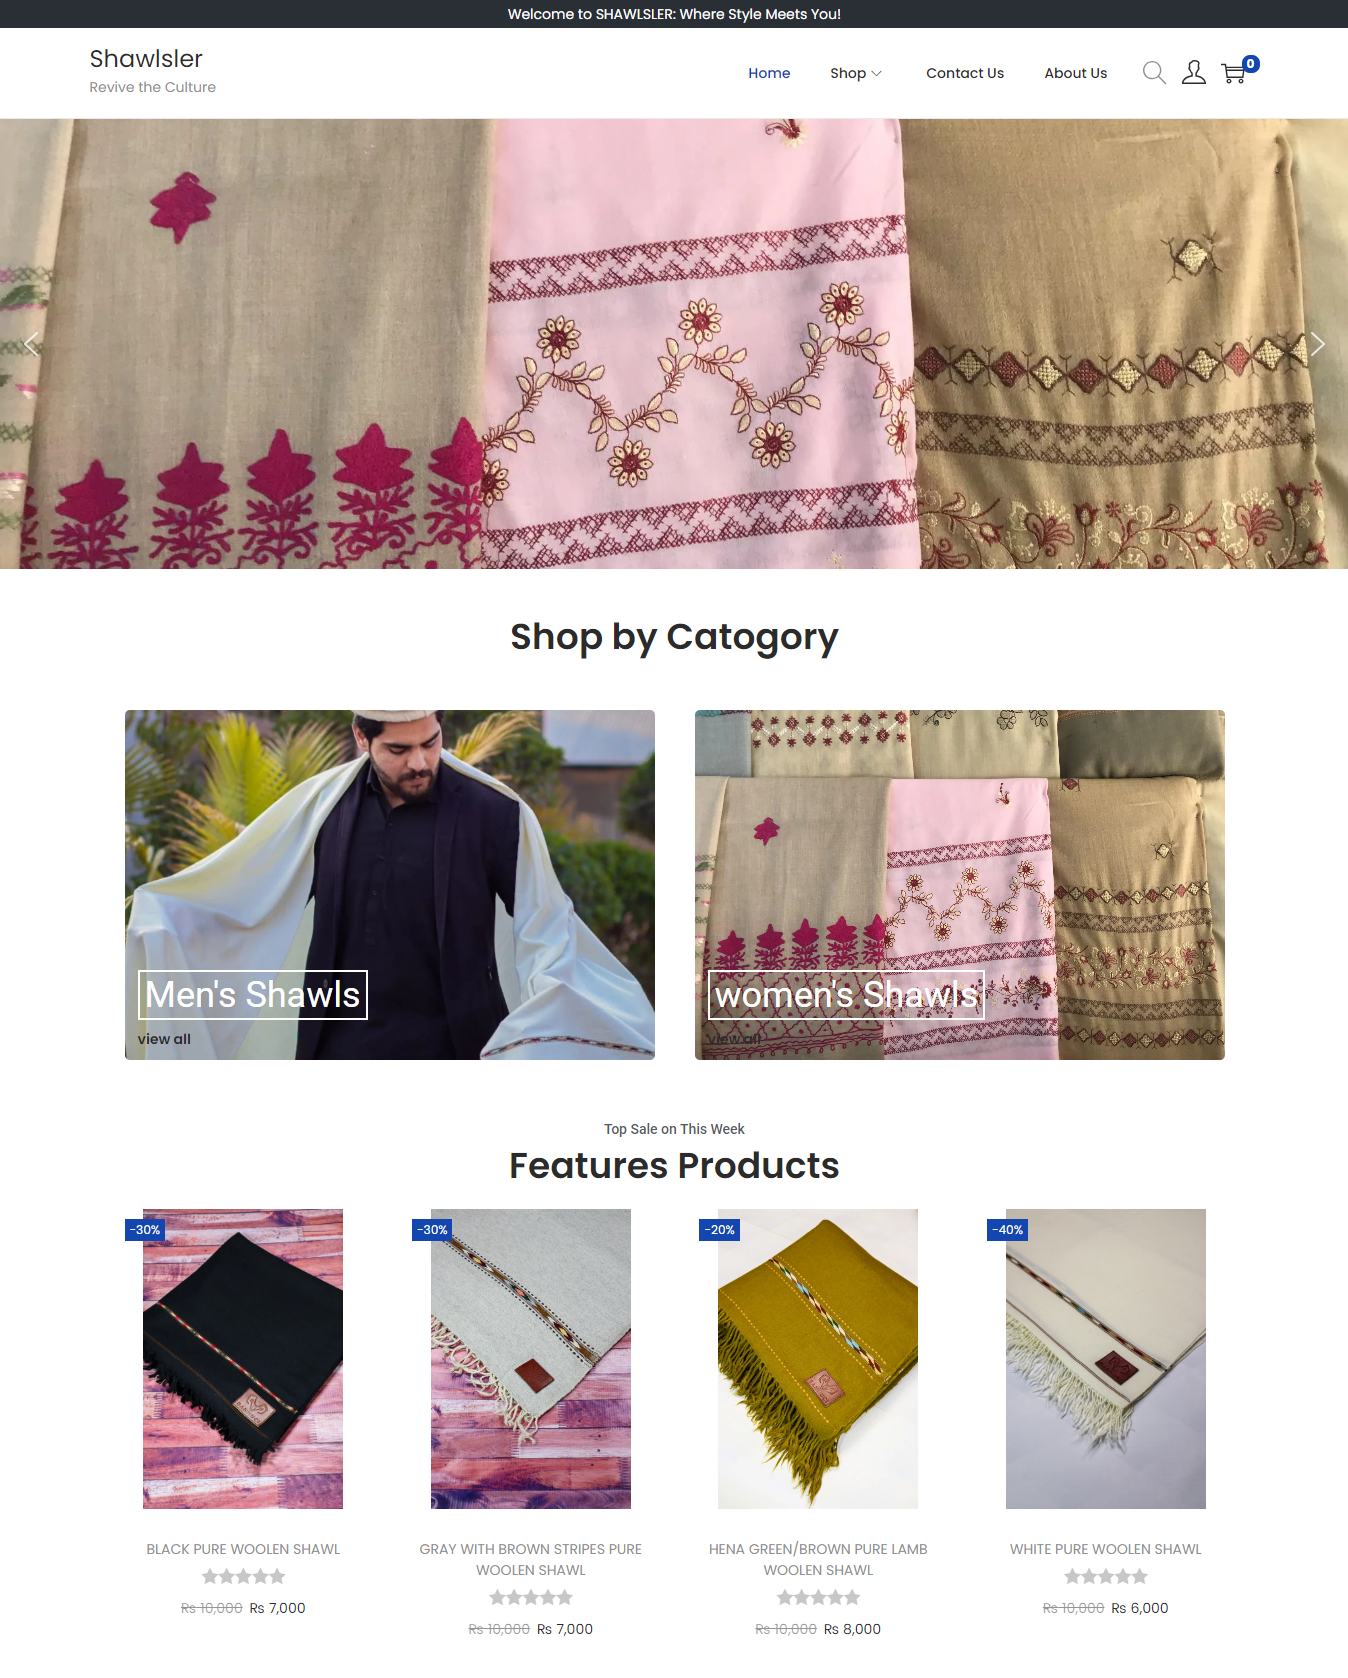 Welcome to SHAWLSLER: Where Style Meets You!
Shawlsler
Revive the Culture
Home
Shop
Contact Us
About Us
0
Shop by Catogory
Men's Shawls
view all
women's Shawls
view all
Top Sale on This Week
Features Products
-30%
-30%
-20%
-40%
BLACK PURE WOOLEN SHAWL
Rs 10,000 Rs 7,000
GRAY WITH BROWN STRIPES PURE
WOOLEN SHAWL
Rs 10,000 Rs 7,000
HENA GREEN/BROWN PURE LAMB
WOOLEN SHAWL
Rs 10,000 Rs 8,000
WHITE PURE WOOLEN SHAWL
Rs 10,000 Rs 6,000